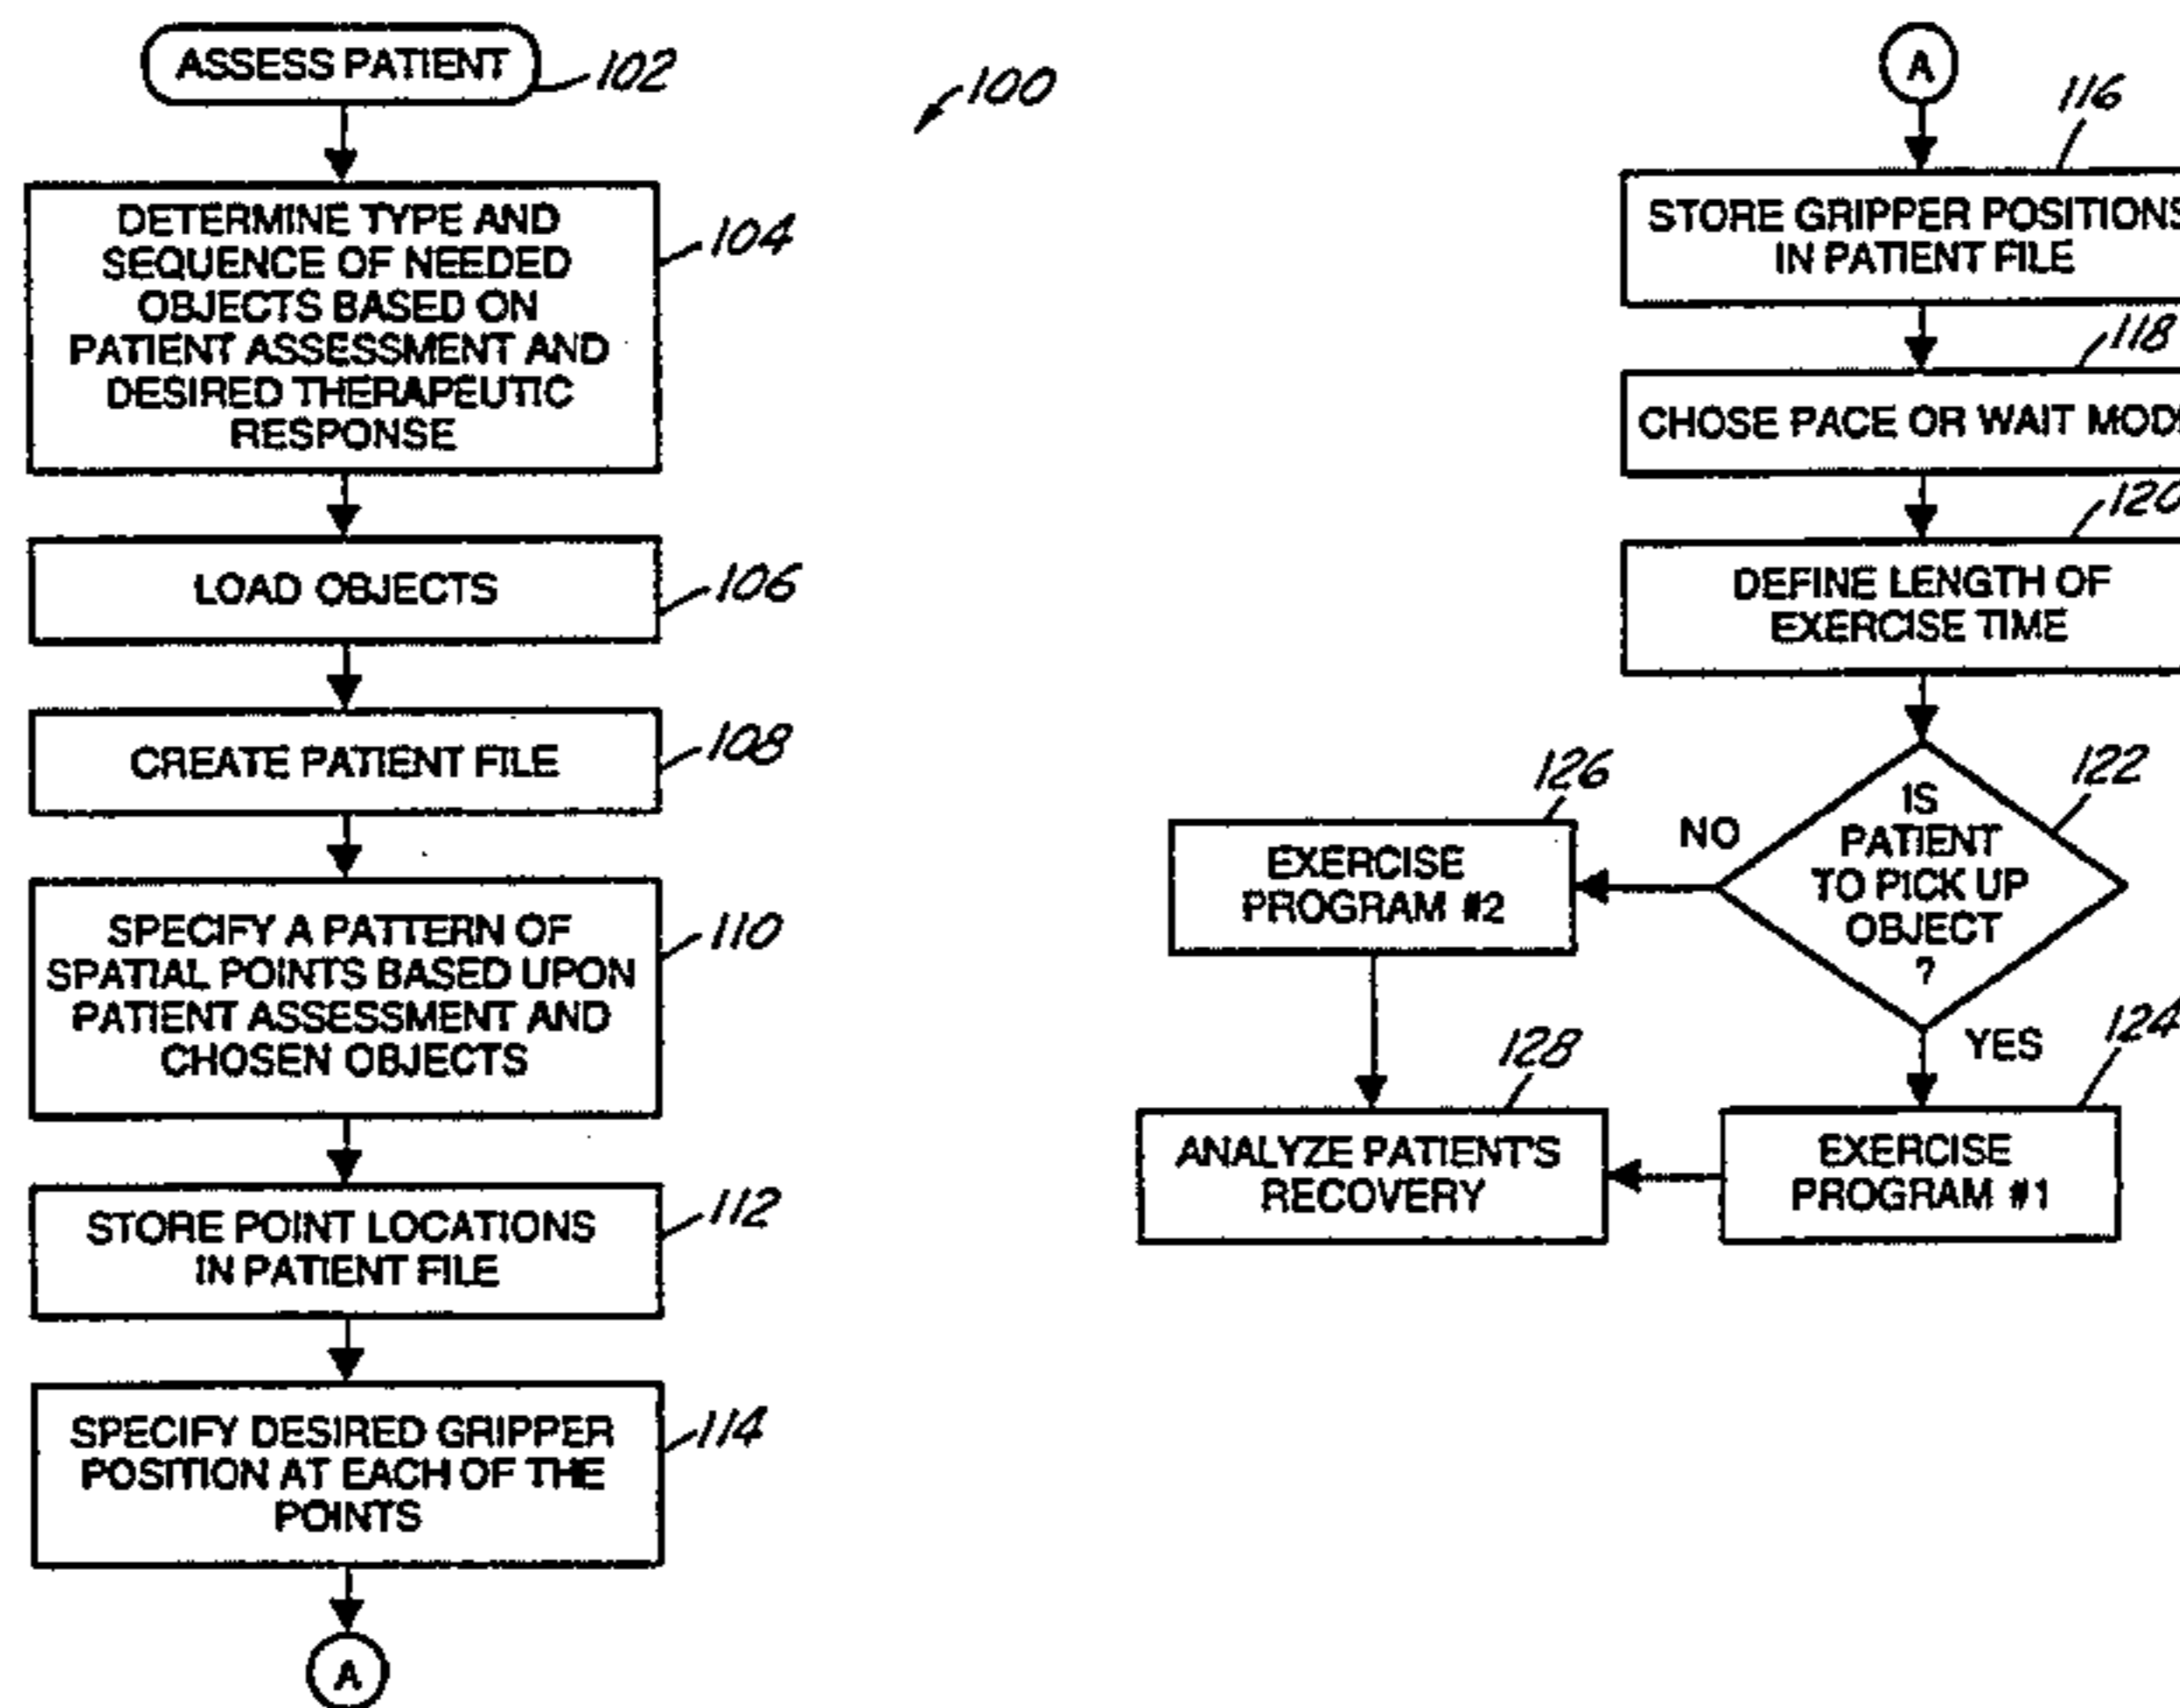 ASSESS PATIENT
102
100
DETERMINE TYPE AND
SEQUENCE OF NEEDED
OBJECTS BASED ON
PATIENT ASSESSMENT AND
DESIRED THERAPEUTIC
RESPONSE
104
LOAD OBJECTS
106
CREATE PATIENT FILE
108
SPECIFY A PATTERN OF
SPATIAL POINTS BASED UPON
PATIENT ASSESSMENT AND
CHOSEN OBJECTS
110
STORE POINT LOCATIONS
IN PATIENT FILE
112
SPECIFY DESIRED GRIPPER
POSITION AT EACH OF THE
POINTS
114
A
A
116
STORE GRIPPER POSITIONS
IN PATIENT FILE
118
CHOSE PACE OR WAIT MODE
120
DEFINE LENGTH OF
EXERCISE TIME
122
IS
PATIENT
TO PICK UP
OBJECT
?
NO
126
EXERCISE
PROGRAM #2
YES
124
EXERCISE
PROGRAM #1
128
ANALYZE PATIENT'S
RECOVERY